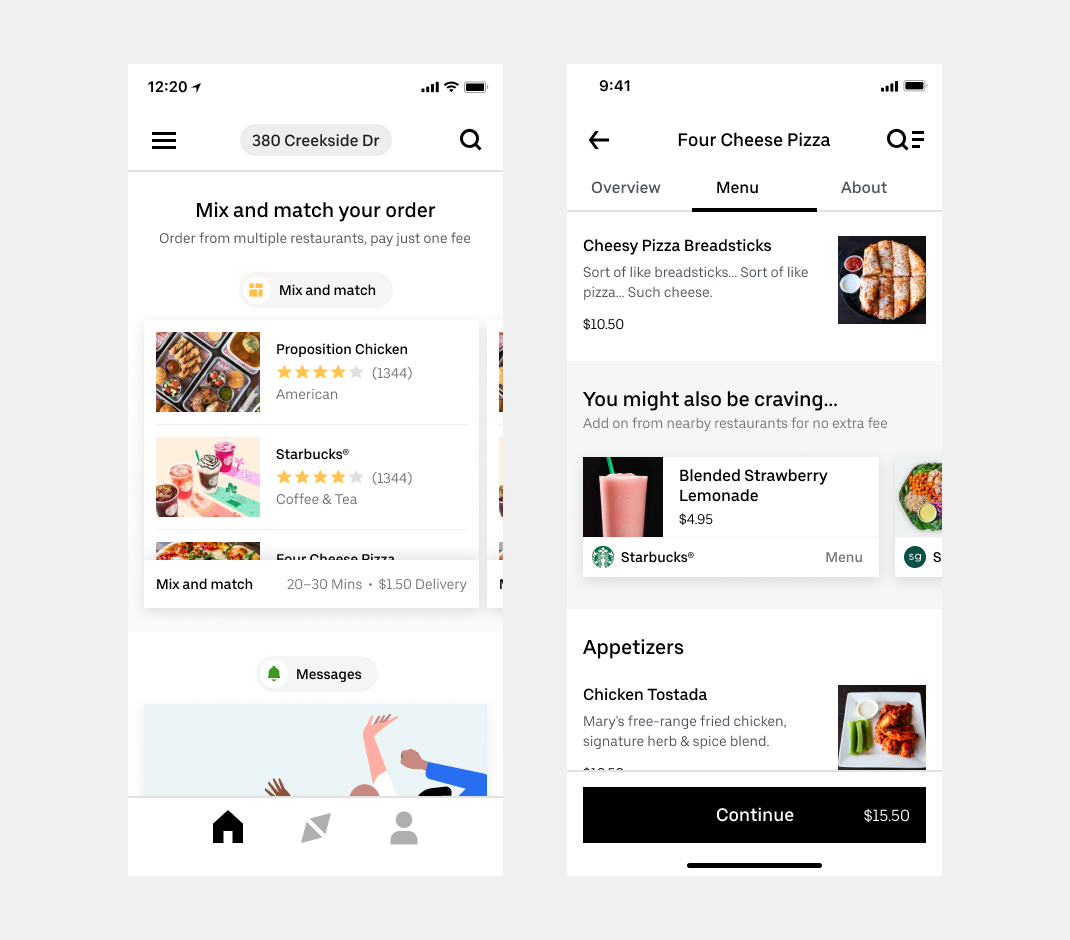 12:20
380 Creekside Dr
Mix and match your order
Order from multiple restaurants, pay just one fee
Mix and match
Proposition Chicken
(1344)
American
Starbucks®
(1344)
Coffee & Tea
Four Cheese Pizza
Mix and match 20–30 Mins • $1.50 Delivery
Messages
9:41
Four Cheese Pizza
Overview Menu About
Cheesy Pizza Breadsticks
Sort of like breadsticks... Sort of like
pizza... Such cheese.
$10.50
You might also be craving...
Add on from nearby restaurants for no extra fee
Blended Strawberry
Lemonade
$4.95
Starbucks® Menu
sg S
Appetizers
Chicken Tostada
Mary's free-range fried chicken,
signature herb & spice blend.
Continue $15.50